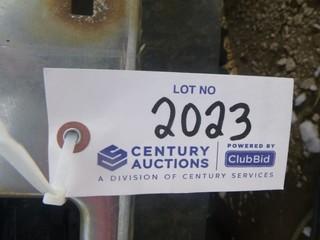 LOT NO
2023
CENTURY AUCTIONS
POWERED BY
ClubBid
A DIVISION OF CENTURY SERVICES